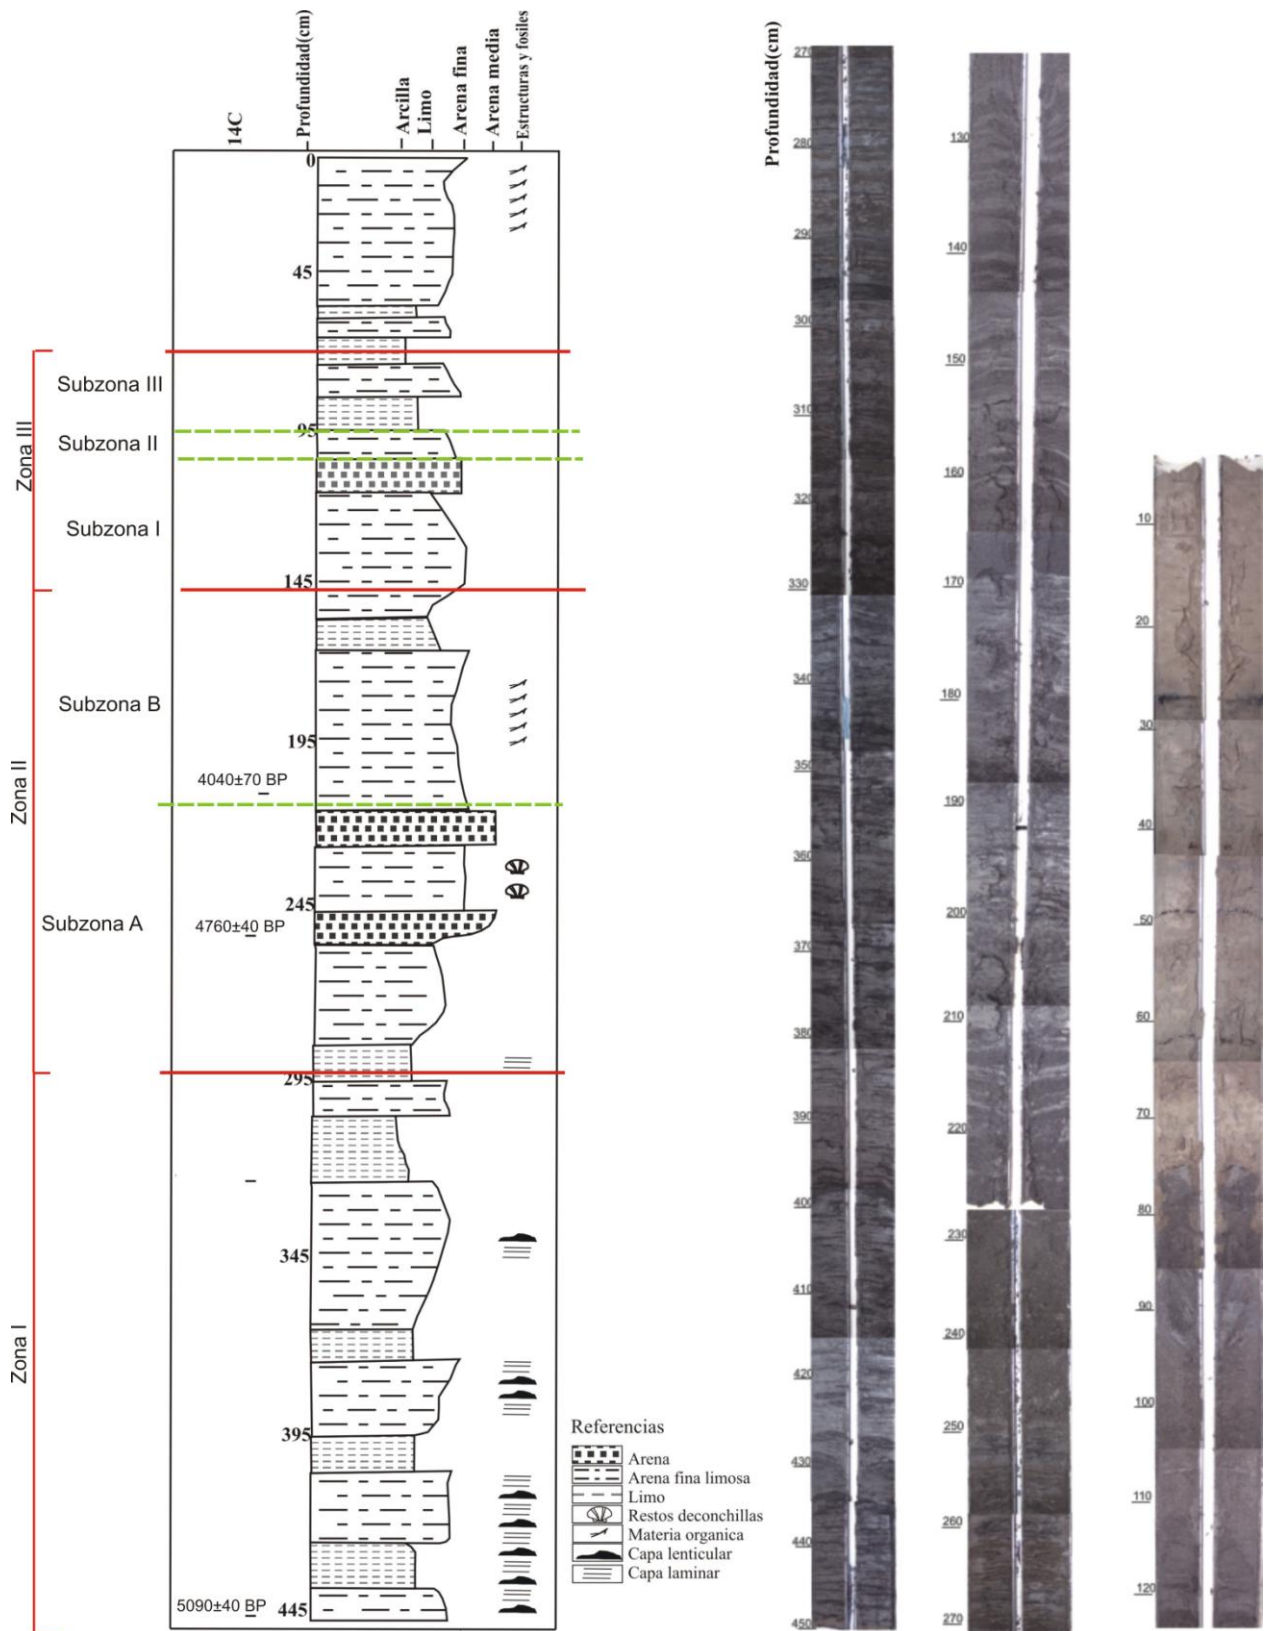 14C
Profundidad(cm)
Arcilla
Limo
Arena fina
Arena media
Estructuras y fosiles
0
45
95
145
195
245
295
345
395
445
Zona III
Subzona III
Subzona II
Subzona I
Zona II
Subzona B
Subzona A
Zona I
4040±70 BP
4760±40 BP
5090±40 BP
Referencias
Arena
Arena fina limosa
Limo
Restos deconchillas
Materia organica
Capa lenticular
Capa laminar
Profundidad(cm)
270
280
290
300
310
320
330
340
350
360
370
380
390
400
410
420
430
440
450
130
140
150
160
170
180
190
200
210
220
230
240
250
260
270
10
20
30
40
50
60
70
80
90
100
110
120